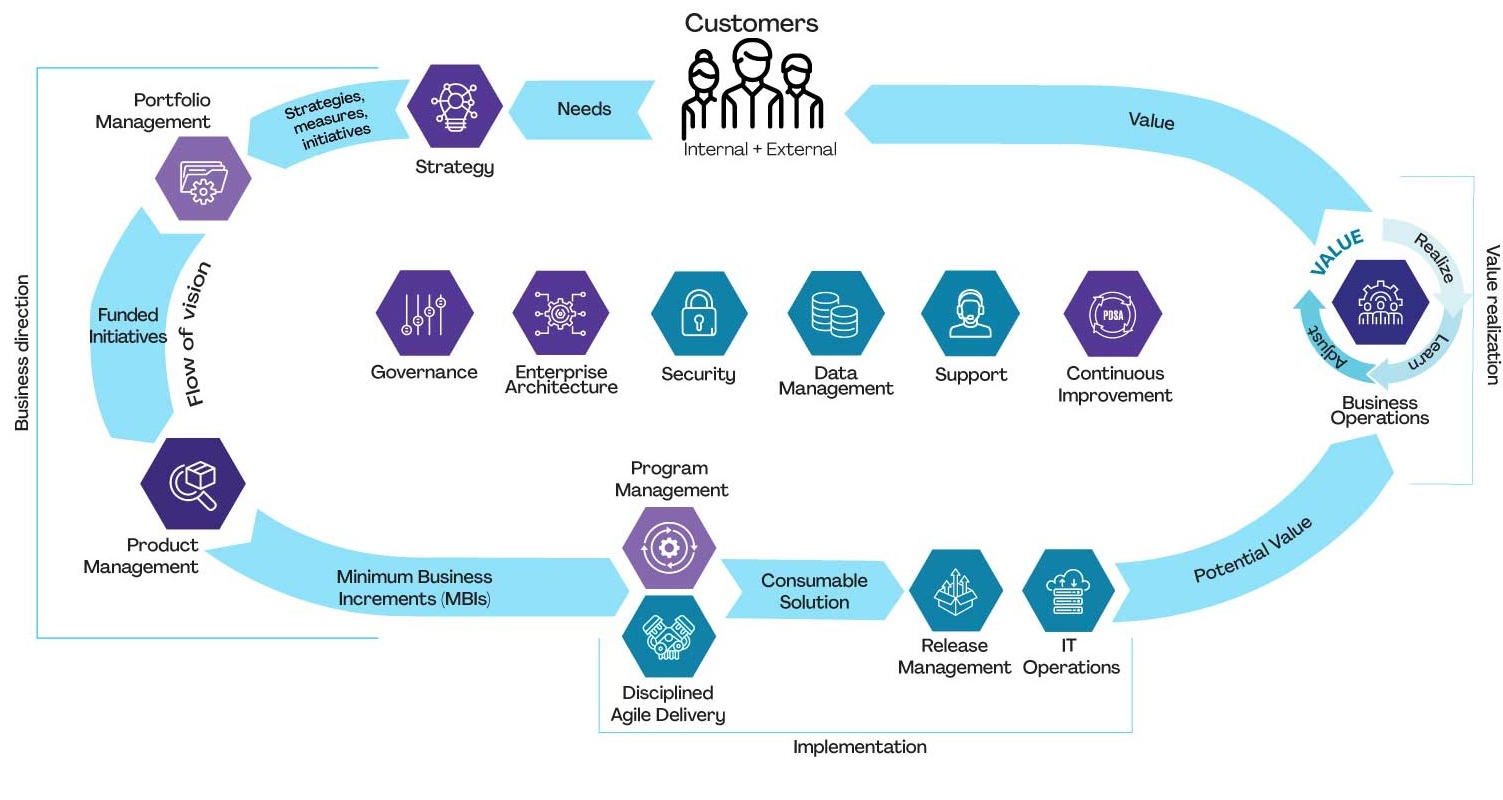 Customers
Internal + External
Needs
Strategy
Strategies,
measures,
initiatives
Portfolio
Management
Business direction
Funded
Initiatives
Flow of vision
Product
Management
Minimum Business
Increments (MBIs)
Program
Management
Disciplined
Agile Delivery
Consumable
Solution
Release
Management
IT
Operations
Implementation
Potential Value
Business
Operations
VALUE
Realize
Learn
Adjust
Value realization
Value
Governance
Enterprise
Architecture
Security
Data
Management
Support
PDSA
Continuous
Improvement